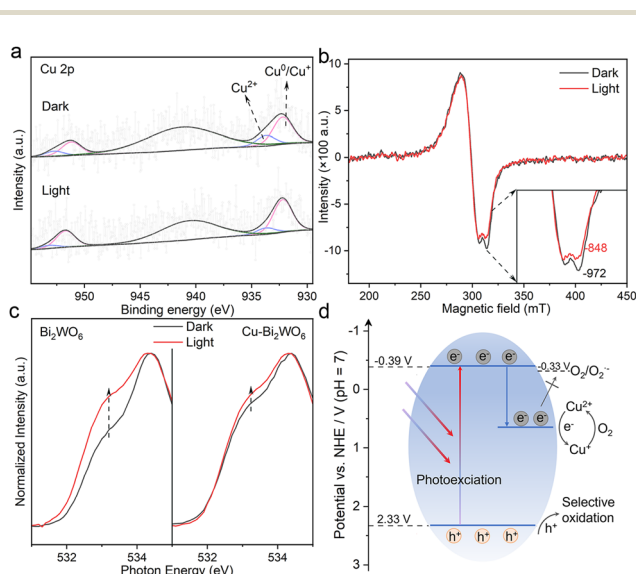 a
Cu 2p
Cu²⁺
Cu⁰/Cu⁺
Dark
Light
Intensity (a.u.)
950 945 940 935 930
Binding energy (eV)
b
Dark
Light
10
5
0
-5
-10
Intensity (×100 a.u.)
-848
-972
200 250 300 350 400 450
Magnetic field (mT)
c
Bi₂WO₆
Dark
Light
Cu-Bi₂WO₆
Normalized Intensity (a.u.)
532 534 532 534
Photon Energy (eV)
d
Potential vs. NHE / V (pH = 7)
-1
0
1
2
3
-0.39 V
e⁻ e⁻ e⁻
-0.33 V O₂/O₂⁻·
e⁻ e⁻
Cu²⁺
e⁻
O₂
Cu⁺
Photoexciation
2.33 V
h⁺ h⁺ h⁺
Selective
oxidation
h⁺